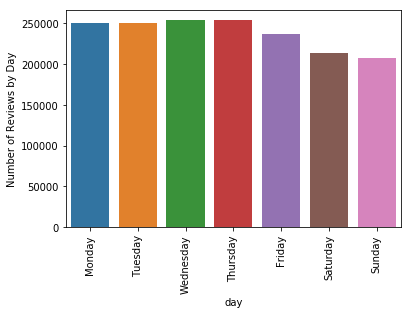 Number of Reviews by Day
250000
200000
150000
100000
50000
0
Monday
Tuesday
Wednesday
Thursday
Friday
Saturday
Sunday
day